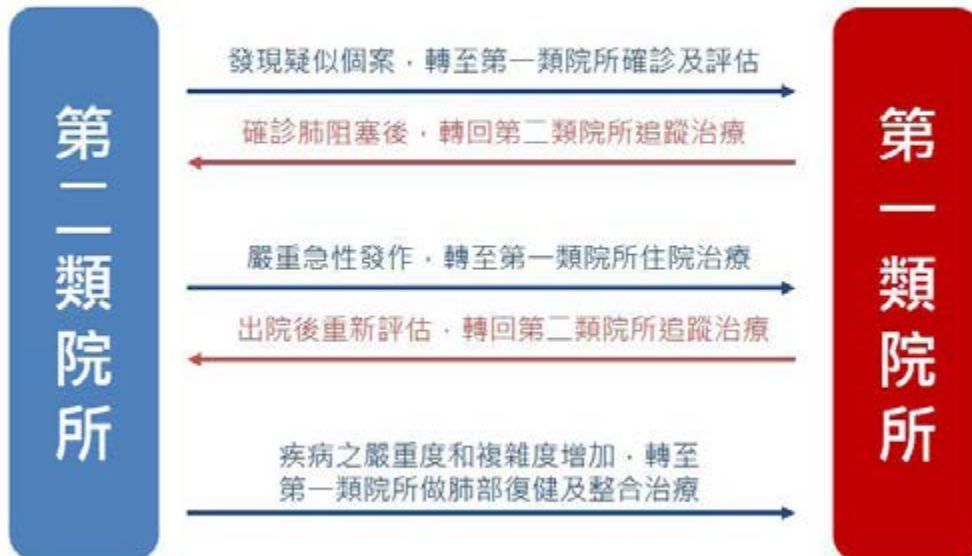 第二類院所
發現疑似個案，轉至第一類院所確診及評估
確診肺阻塞後，轉回第二類院所追蹤治療
嚴重急性發作，轉至第一類院所住院治療
出院後重新評估，轉回第二類院所追蹤治療
疾病之嚴重度和複雜度增加，轉至
第一類院所做肺部復健及整合治療
第一類院所